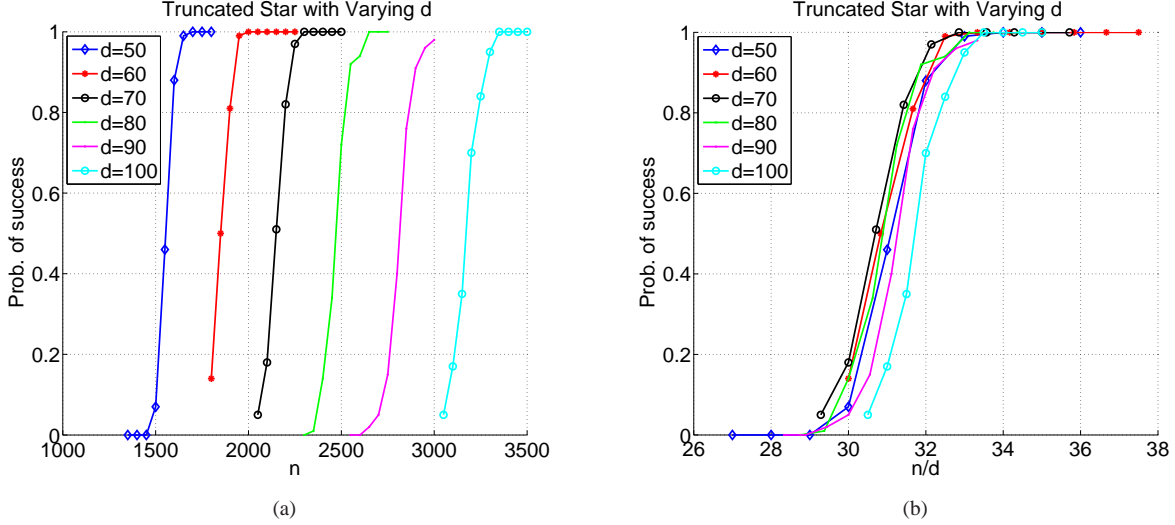 Truncated Star with Varying d
1
0.8
0.6
0.4
0.2
0
Prob. of success
d=50
d=60
d=70
d=80
d=90
d=100
1000
1500
2000
2500
3000
3500
n
(a)
Truncated Star with Varying d
1
0.8
0.6
0.4
0.2
0
Prob. of success
d=50
d=60
d=70
d=80
d=90
d=100
26
28
30
32
34
36
38
n/d
(b)